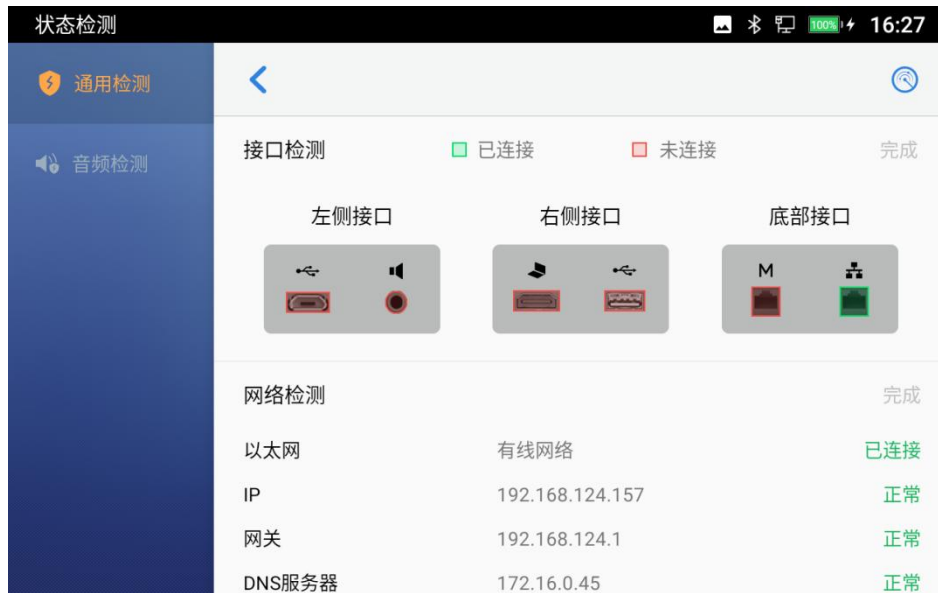 状态检测 100% 16:27
通用检测
音频检测
接口检测 已连接 未连接 完成
左侧接口 右侧接口 底部接口
M
网络检测 完成
以太网 有线网络 已连接
IP 192.168.124.157 正常
网关 192.168.124.1 正常
DNS服务器 172.16.0.45 正常